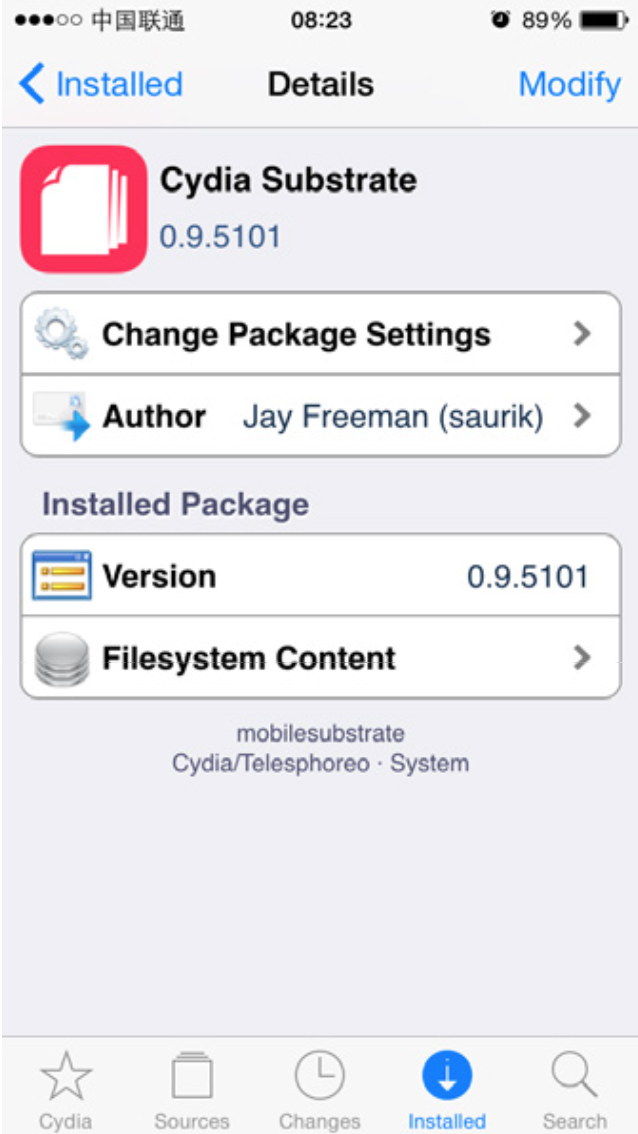 中国联通 08:23 89%
Installed Details Modify
Cydia Substrate
0.9.5101
Change Package Settings
Author Jay Freeman (saurik)
Installed Package
Version 0.9.5101
Filesystem Content
mobilesubstrate
Cydia/Telesphoreo · System
Cydia Sources Changes Installed Search